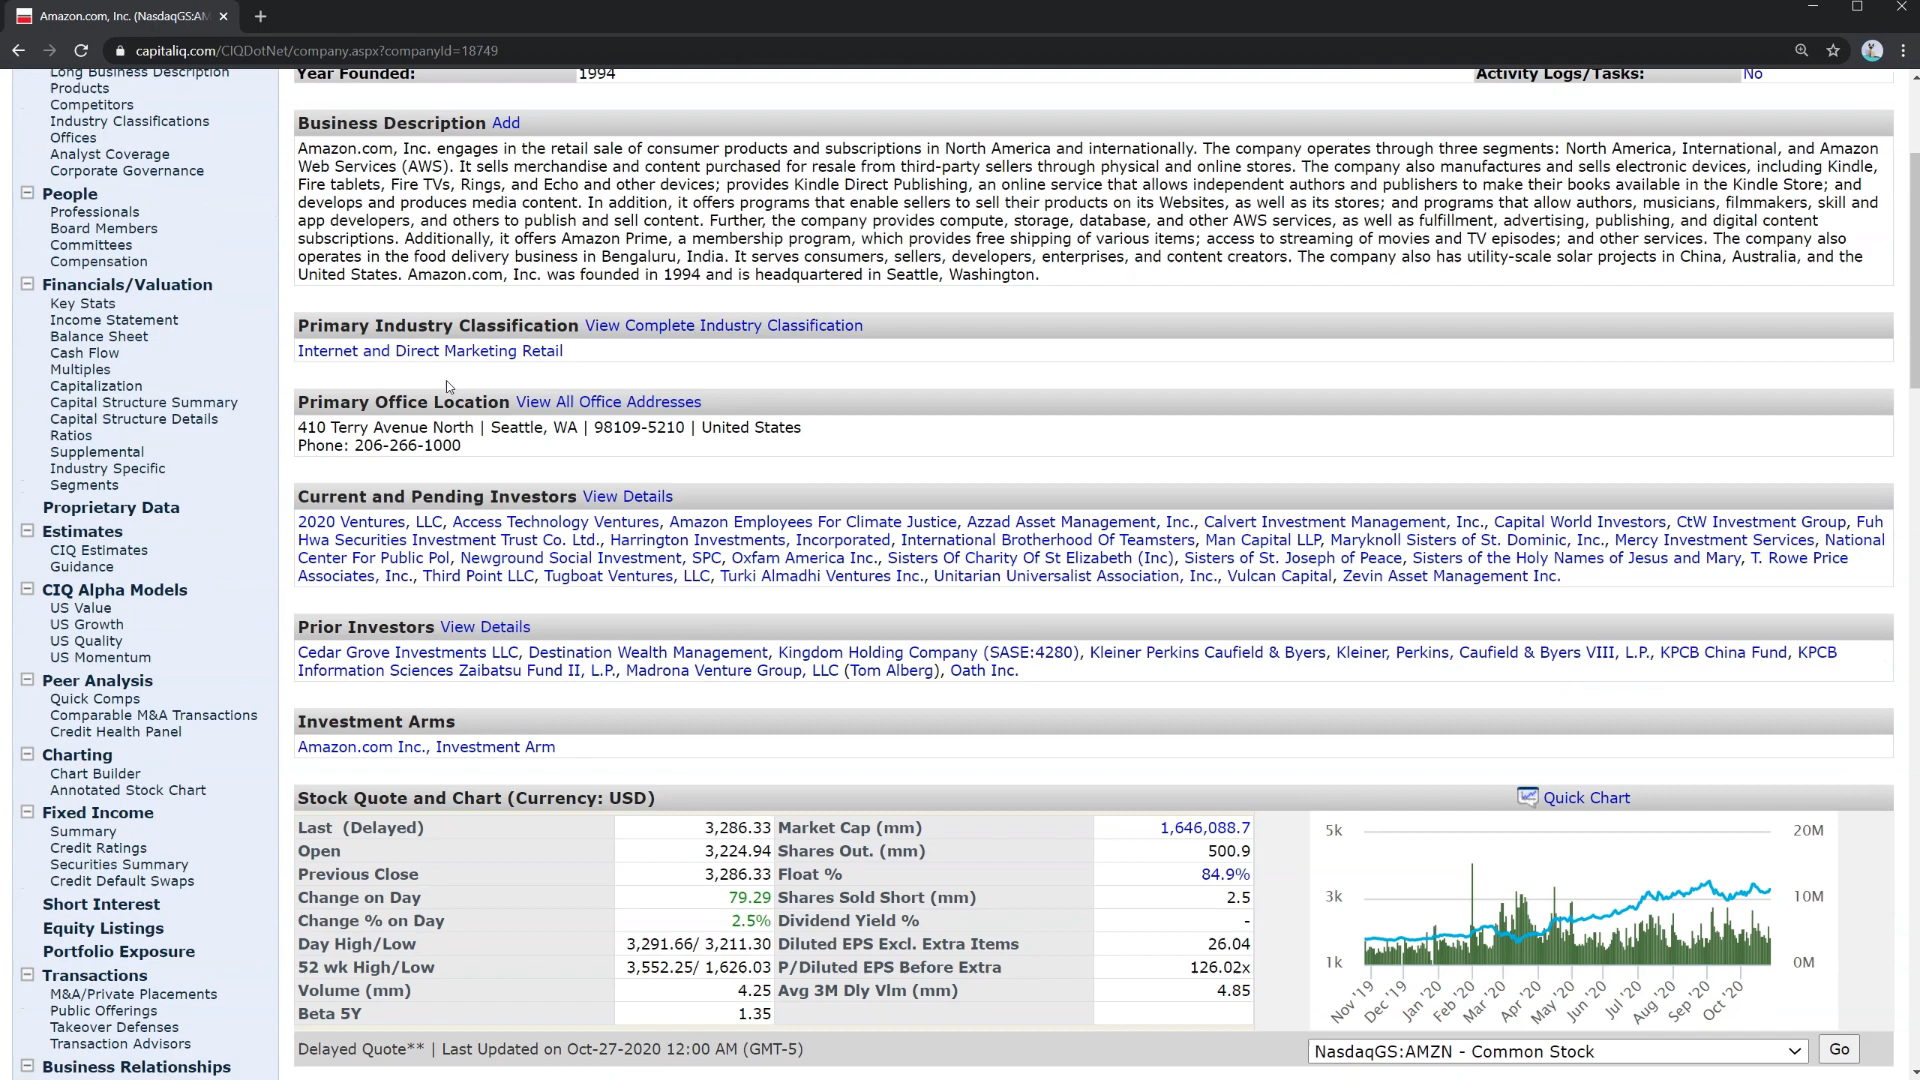 Amazon.com, Inc. (NasdaqGS:AM
capitaliq.com/CIQDotNet/company.aspx?companyId=18749
Long Business Description
Products
Competitors
Industry Classifications
Offices
Analyst Coverage
Corporate Governance
People
Professionals
Board Members
Committees
Compensation
Financials/Valuation
Key Stats
Income Statement
Balance Sheet
Cash Flow
Multiples
Capitalization
Capital Structure Summary
Capital Structure Details
Ratios
Supplemental
Industry Specific
Segments
Proprietary Data
Estimates
CIQ Estimates
Guidance
CIQ Alpha Models
US Value
US Growth
US Quality
US Momentum
Peer Analysis
Quick Comps
Comparable M&A Transactions
Credit Health Panel
Charting
Chart Builder
Annotated Stock Chart
Fixed Income
Summary
Credit Ratings
Securities Summary
Credit Default Swaps
Short Interest
Equity Listings
Portfolio Exposure
Transactions
M&A/Private Placements
Public Offerings
Takeover Defenses
Transaction Advisors
Business Relationships
Year Founded: 1994 Activity Logs/Tasks: No
Business Description Add
Amazon.com, Inc. engages in the retail sale of consumer products and subscriptions in North America and internationally. The company operates through three segments: North America, International, and Amazon
Web Services (AWS). It sells merchandise and content purchased for resale from third-party sellers through physical and online stores. The company also manufactures and sells electronic devices, including Kindle,
Fire tablets, Fire TVs, Rings, and Echo and other devices; provides Kindle Direct Publishing, an online service that allows independent authors and publishers to make their books available in the Kindle Store; and
develops and produces media content. In addition, it offers programs that enable sellers to sell their products on its Websites, as well as its stores; and programs that allow authors, musicians, filmmakers, skill and
app developers, and others to publish and sell content. Further, the company provides compute, storage, database, and other AWS services, as well as fulfillment, advertising, publishing, and digital content
subscriptions. Additionally, it offers Amazon Prime, a membership program, which provides free shipping of various items; access to streaming of movies and TV episodes; and other services. The company also
operates in the food delivery business in Bengaluru, India. It serves consumers, sellers, developers, enterprises, and content creators. The company also has utility-scale solar projects in China, Australia, and the
United States. Amazon.com, Inc. was founded in 1994 and is headquartered in Seattle, Washington.
Primary Industry Classification View Complete Industry Classification
Internet and Direct Marketing Retail
Primary Office Location View All Office Addresses
410 Terry Avenue North | Seattle, WA | 98109-5210 | United States
Phone: 206-266-1000
Current and Pending Investors View Details
2020 Ventures, LLC, Access Technology Ventures, Amazon Employees For Climate Justice, Azzad Asset Management, Inc., Calvert Investment Management, Inc., Capital World Investors, CtW Investment Group, Fuh
Hwa Securities Investment Trust Co. Ltd., Harrington Investments, Incorporated, International Brotherhood Of Teamsters, Man Capital LLP, Maryknoll Sisters of St. Dominic, Inc., Mercy Investment Services, National
Center For Public Pol, Newground Social Investment, SPC, Oxfam America Inc., Sisters Of Charity Of St Elizabeth (Inc), Sisters of St. Joseph of Peace, Sisters of the Holy Names of Jesus and Mary, T. Rowe Price
Associates, Inc., Third Point LLC, Tugboat Ventures, LLC, Turki Almadhi Ventures Inc., Unitarian Universalist Association, Inc., Vulcan Capital, Zevin Asset Management Inc.
Prior Investors View Details
Cedar Grove Investments LLC, Destination Wealth Management, Kingdom Holding Company (SASE:4280), Kleiner Perkins Caufield & Byers, Kleiner, Perkins, Caufield & Byers VIII, L.P., KPCB China Fund, KPCB
Information Sciences Zaibatsu Fund II, L.P., Madrona Venture Group, LLC (Tom Alberg), Oath Inc.
Investment Arms
Amazon.com Inc., Investment Arm
Stock Quote and Chart (Currency: USD) Quick Chart
Last (Delayed) 3,286.33 Market Cap (mm) 1,646,088.7
Open 3,224.94 Shares Out. (mm) 500.9
Previous Close 3,286.33 Float % 84.9%
Change on Day 79.29 Shares Sold Short (mm) 2.5
Change % on Day 2.5% Dividend Yield % -
Day High/Low 3,291.66/ 3,211.30 Diluted EPS Excl. Extra Items 26.04
52 wk High/Low 3,552.25/ 1,626.03 P/Diluted EPS Before Extra 126.02x
Volume (mm) 4.25 Avg 3M Dly Vlm (mm) 4.85
Beta 5Y 1.35
5k 20M
3k 10M
1k 0M
Nov '19 Dec '19 Jan '20 Feb '20 Mar '20 Apr '20 May '20 Jun '20 Jul '20 Aug '20 Sep '20 Oct '20
Delayed Quote** | Last Updated on Oct-27-2020 12:00 AM (GMT-5)
NasdaqGS:AMZN - Common Stock Go